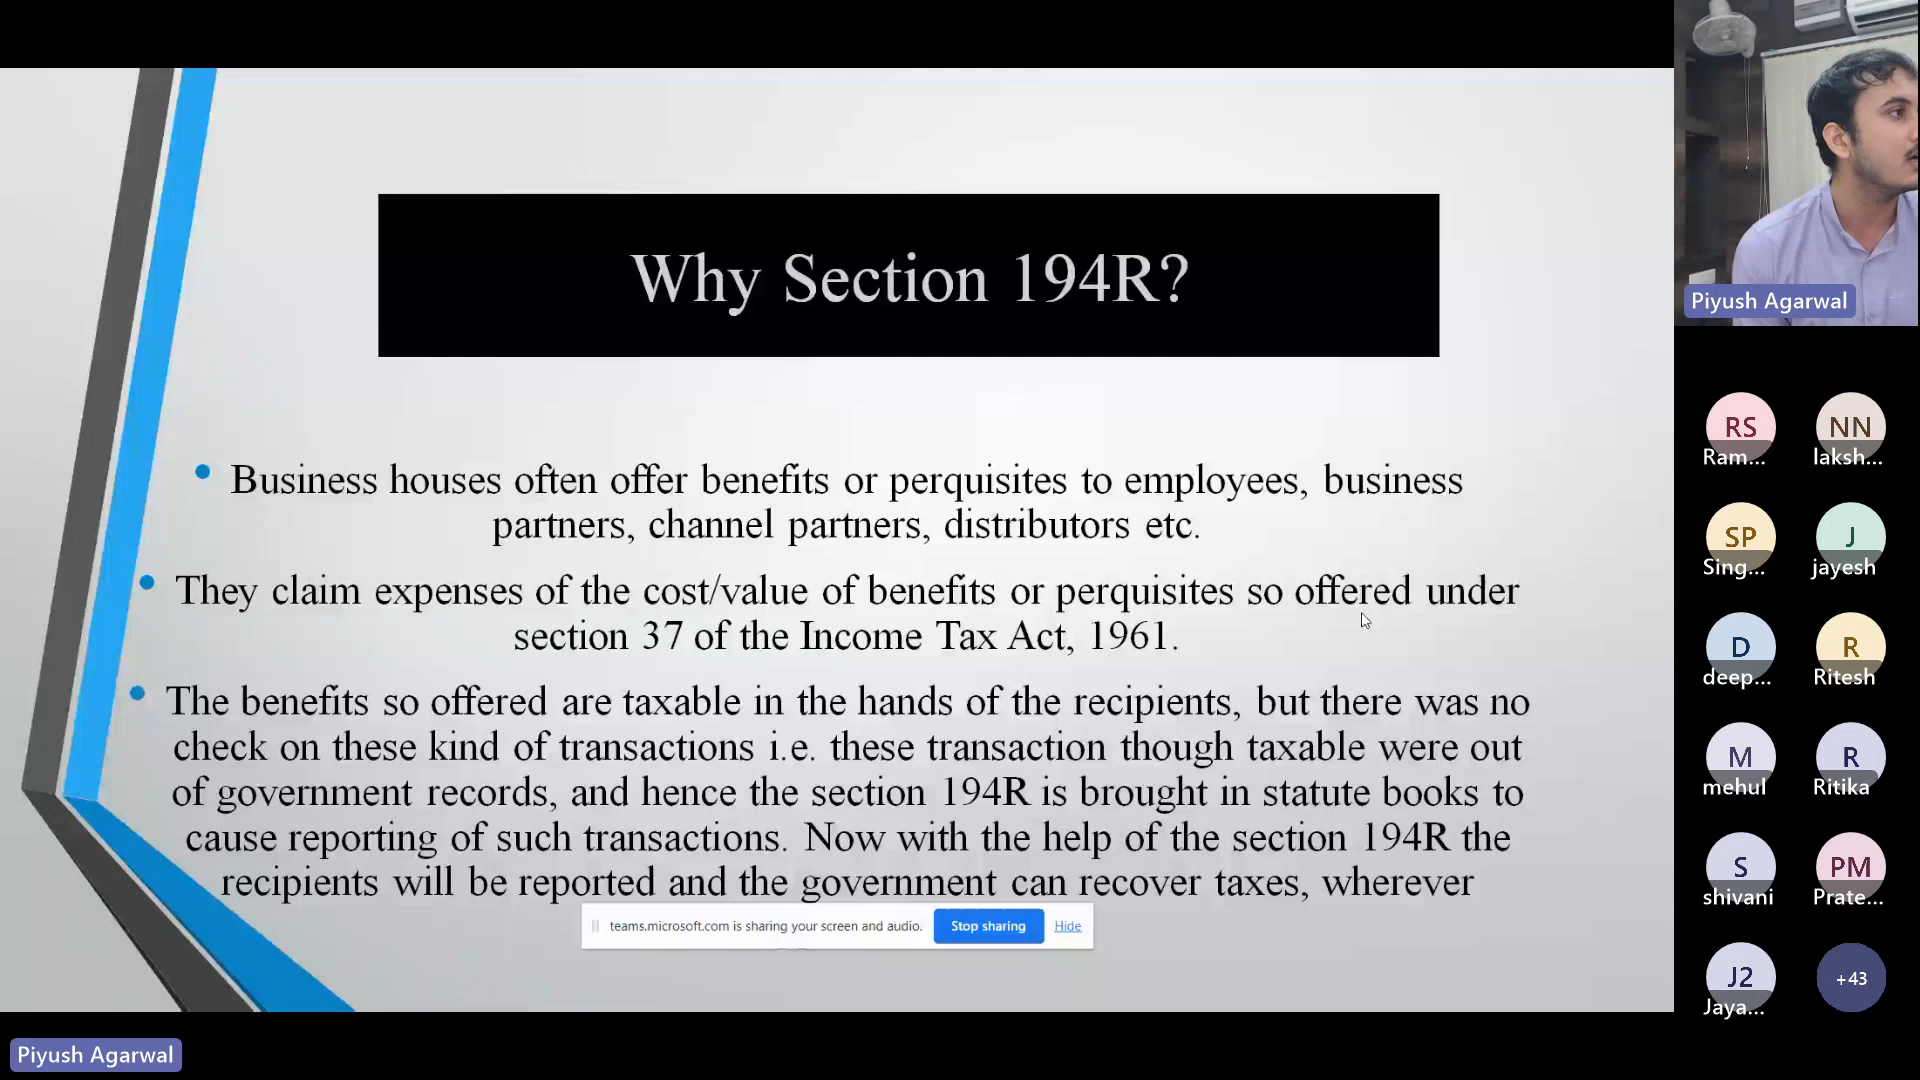 Why Section 194R?
• Business houses often offer benefits or perquisites to employees, business
partners, channel partners, distributors etc.
• They claim expenses of the cost/value of benefits or perquisites so offered under
section 37 of the Income Tax Act, 1961.
• The benefits so offered are taxable in the hands of the recipients, but there was no
check on these kind of transactions i.e. these transaction though taxable were out
of government records, and hence the section 194R is brought in statute books to
cause reporting of such transactions. Now with the help of the section 194R the
recipients will be reported and the government can recover taxes, wherever
teams.microsoft.com is sharing your screen and audio. Stop sharing Hide
Piyush Agarwal
Piyush Agarwal
RS NN
Ram... laksh...
SP J
Sing... jayesh
D R
deep... Ritesh
M R
mehul Ritika
S PM
shivani Prate...
J2 +43
Jaya...